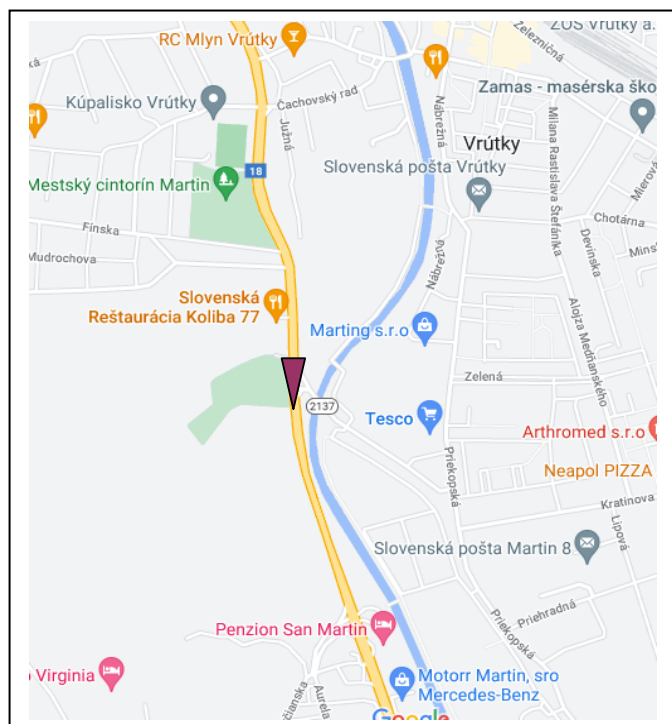 ZOS Vrútky a.
RC Mlyn Vrútky
Železničná
Kúpalisko Vrútky
Čachovský rad
Nábrežná
Zamas - masérska ško
Južná
Vrútky
Milana Rastislava Štefánika
Mierová
18
Slovenská pošta Vrútky
Mestský cintorín Martin
Chotárna
Fínska
Devínska
Mudrochova
Minsk
Nábrežná
Slovenská
Reštaurácia Koliba 77
Alojza Medňanského
Marting s.r.o
Zelená
2137
Tesco
Arthromed s.r.o
Priekopská
Neapol PIZZA
Kratinova
Lipová
Slovenská pošta Martin 8
Priehradná
Penzion San Martin
Priekopská
o Virginia
Motorr Martin, sro
Mercedes-Benz
čianska
Aurela
Google